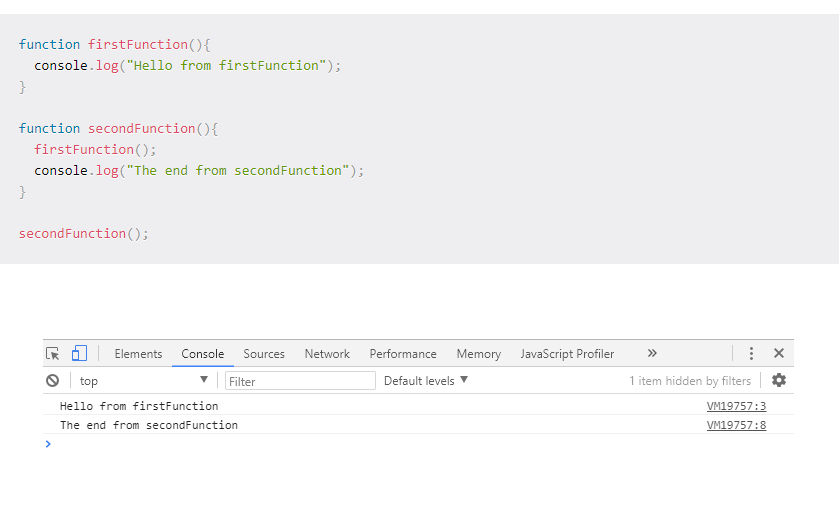 function firstFunction(){
  console.log("Hello from firstFunction");
}
function secondFunction(){
  firstFunction();
  console.log("The end from secondFunction");
}
secondFunction();
Elements Console Sources Network Performance Memory JavaScript Profiler »
top ▼ Filter Default levels ▼ 1 item hidden by filters
Hello from firstFunction VM19757:3
The end from secondFunction VM19757:8
>